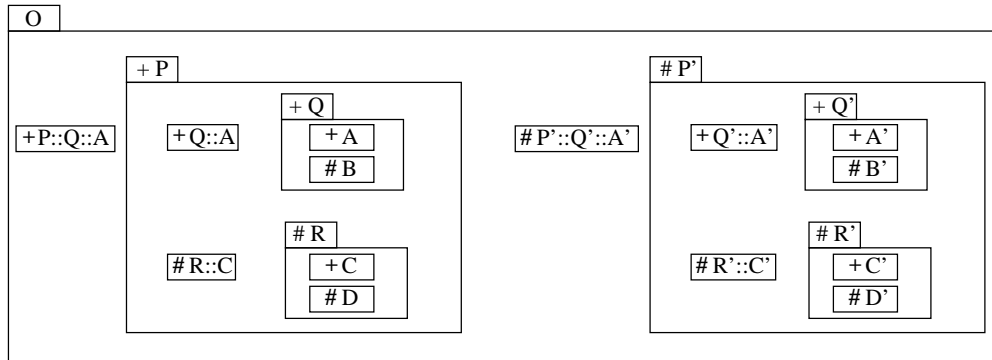 O
+ P
# P'
+ Q
+ Q'
+P::Q::A
+Q::A
+A
# P'::Q'::A'
+Q'::A'
+A'
#B
#B'
# R
# R'
#R::C
+C
#R'::C'
+C'
#D
#D'